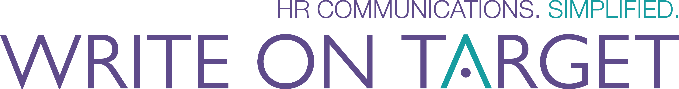 HR COMMUNICATIONS. SIMPLIFIED.
WRITE ON TARGET